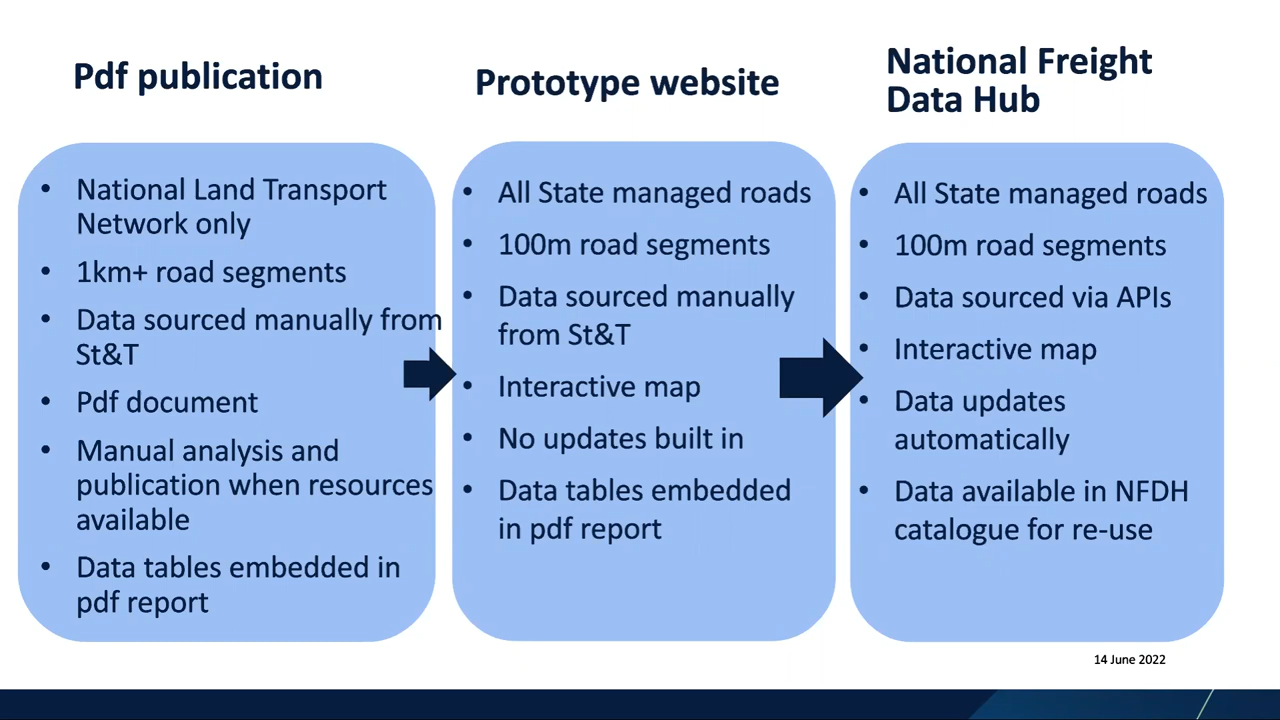 Pdf publication
• National Land Transport
Network only
• 1km+ road segments
• Data sourced manually from
St&T
• Pdf document
• Manual analysis and
publication when resources
available
• Data tables embedded in
pdf report
Prototype website
• All State managed roads
• 100m road segments
• Data sourced manually
from St&T
• Interactive map
• No updates built in
• Data tables embedded
in pdf report
National Freight
Data Hub
• All State managed roads
• 100m road segments
• Data sourced via APIs
• Interactive map
• Data updates
automatically
• Data available in NFDH
catalogue for re-use
14 June 2022